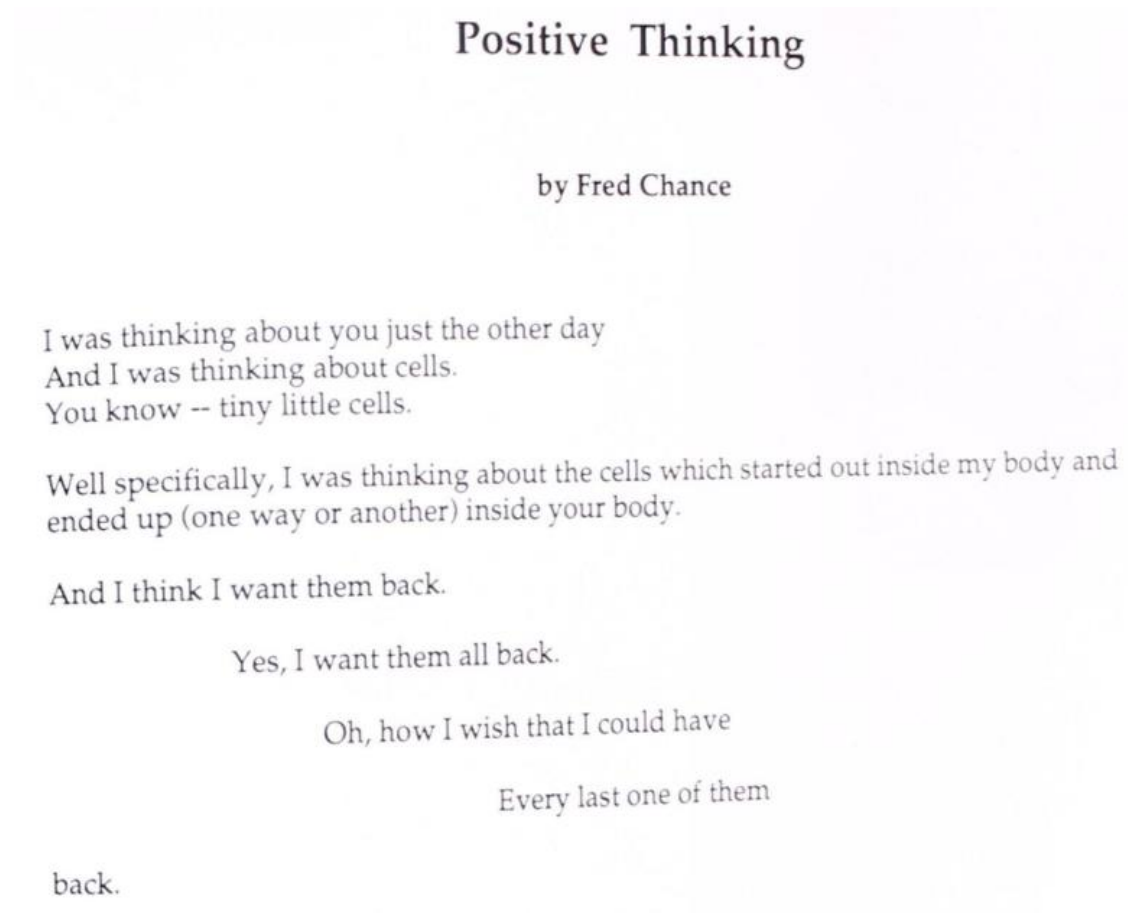 Positive Thinking
by Fred Chance
I was thinking about you just the other day
And I was thinking about cells.
You know -- tiny little cells.
Well specifically, I was thinking about the cells which started out inside my body and
ended up (one way or another) inside your body.
And I think I want them back.
Yes, I want them all back.
Oh, how I wish that I could have
Every last one of them
back.